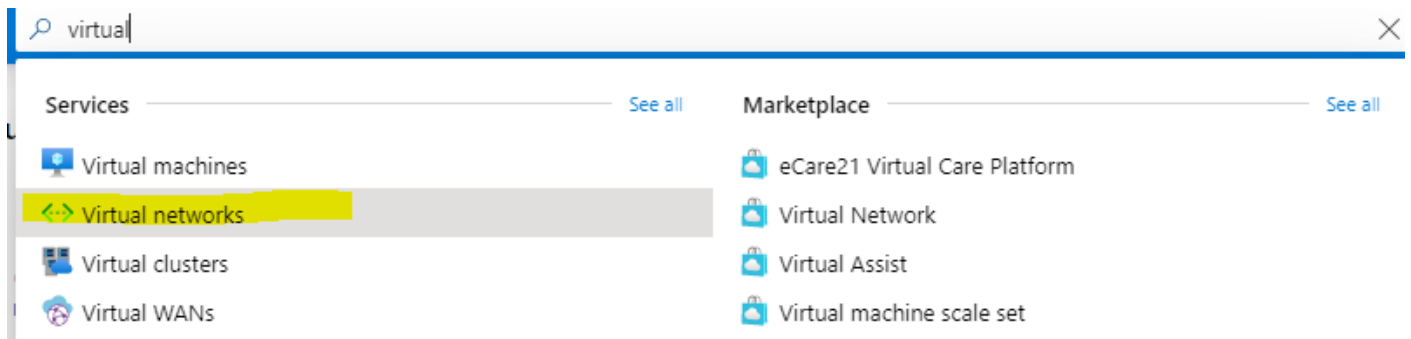 virtual
Services
See all
Virtual machines
Virtual networks
Virtual clusters
Virtual WANs
Marketplace
See all
eCare21 Virtual Care Platform
Virtual Network
Virtual Assist
Virtual machine scale set